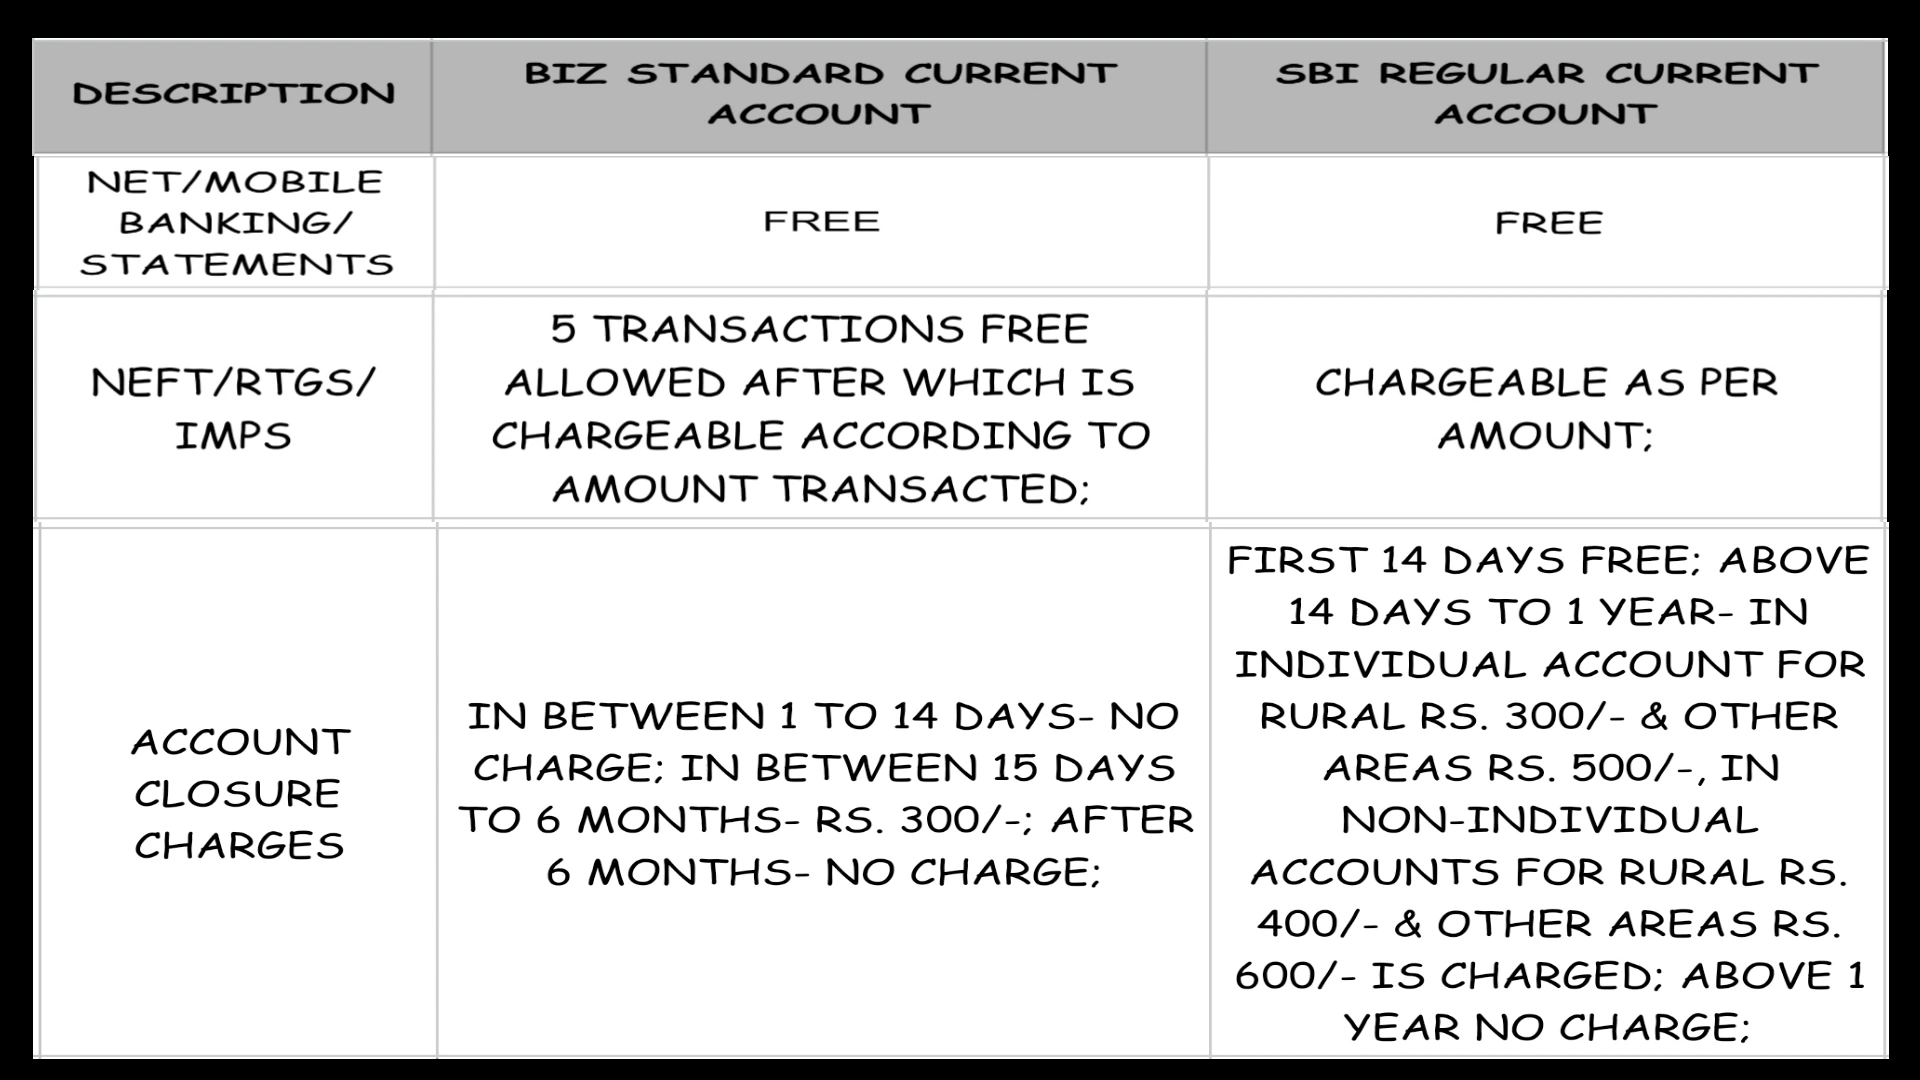 DESCRIPTION
BIZ STANDARD CURRENT
ACCOUNT
SBI REGULAR CURRENT
ACCOUNT
NET/MOBILE
BANKING/
STATEMENTS
FREE
FREE
NEFT/RTGS/
IMPS
5 TRANSACTIONS FREE
ALLOWED AFTER WHICH IS
CHARGEABLE ACCORDING TO
AMOUNT TRANSACTED;
CHARGEABLE AS PER
AMOUNT;
ACCOUNT
CLOSURE
CHARGES
IN BETWEEN 1 TO 14 DAYS- NO
CHARGE; IN BETWEEN 15 DAYS
TO 6 MONTHS- RS. 300/-; AFTER
6 MONTHS- NO CHARGE;
FIRST 14 DAYS FREE; ABOVE
14 DAYS TO 1 YEAR- IN
INDIVIDUAL ACCOUNT FOR
RURAL RS. 300/- & OTHER
AREAS RS. 500/-, IN
NON-INDIVIDUAL
ACCOUNTS FOR RURAL RS.
400/- & OTHER AREAS RS.
600/- IS CHARGED; ABOVE 1
YEAR NO CHARGE;